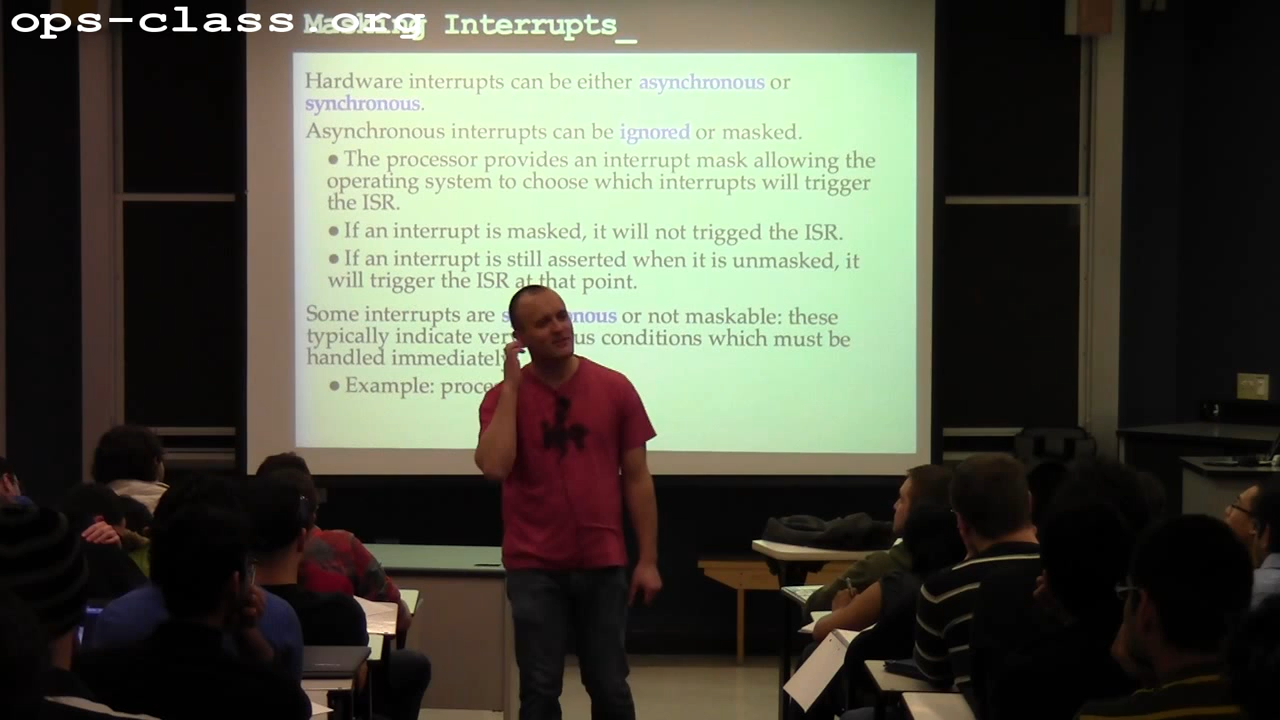 ops-class.org
Masking Interrupts_
Hardware interrupts can be either asynchronous or
synchronous.
Asynchronous interrupts can be ignored or masked.
● The processor provides an interrupt mask allowing the
operating system to choose which interrupts will trigger
the ISR.
● If an interrupt is masked, it will not trigged the ISR.
● If an interrupt is still asserted when it is unmasked, it
will trigger the ISR at that point.
Some interrupts are or not maskable: these
typically indicate conditions which must be
handled immediately
● Example: